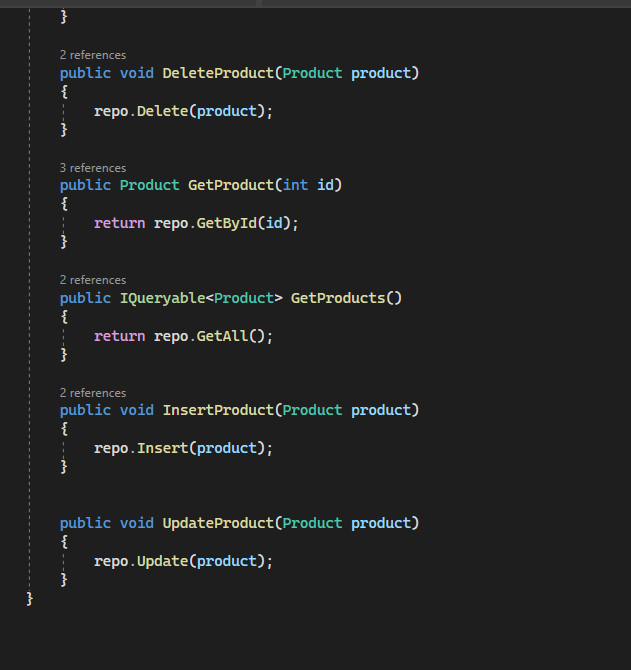 }
2 references
public void DeleteProduct(Product product)
{
repo.Delete(product);
}
3 references
public Product GetProduct(int id)
{
return repo.GetById(id);
}
2 references
public IQueryable<Product> GetProducts()
{
return repo.GetAll();
}
2 references
public void InsertProduct(Product product)
{
repo.Insert(product);
}
public void UpdateProduct(Product product)
{
repo.Update(product);
}
}